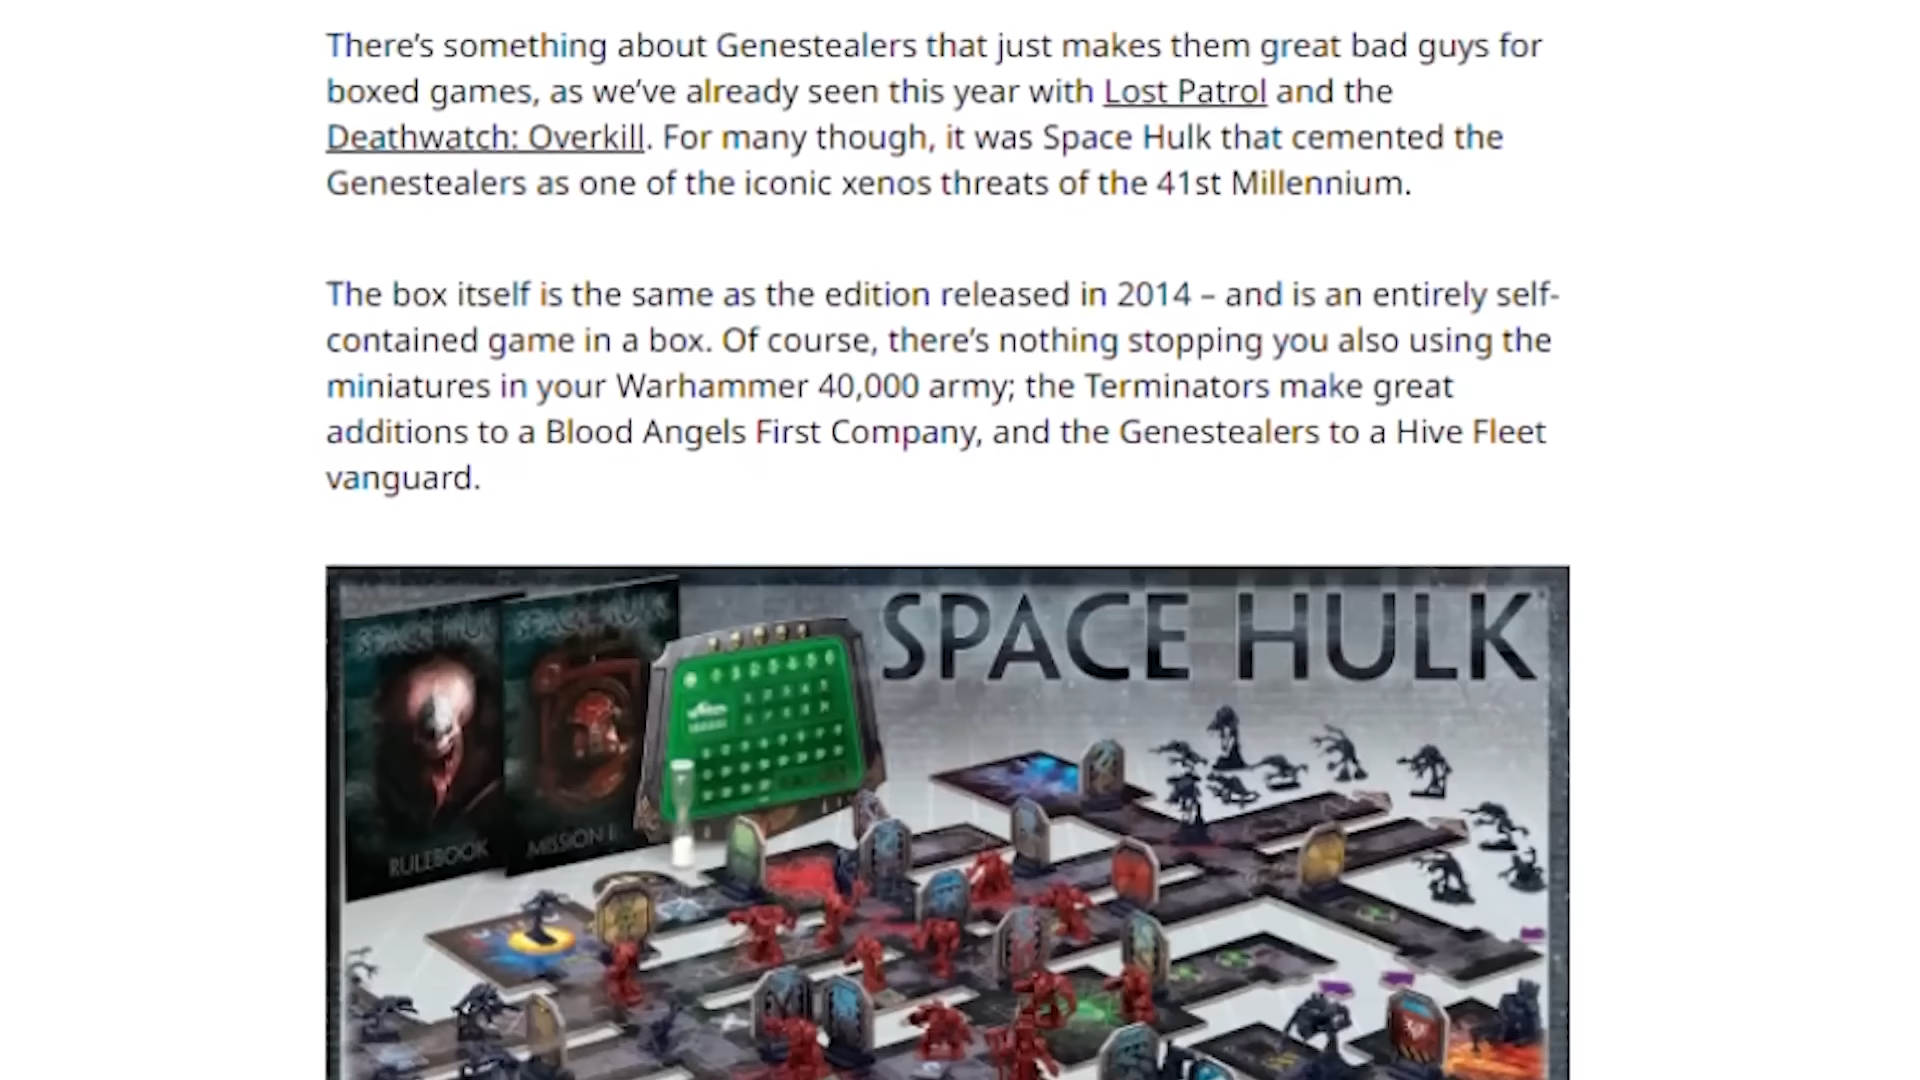 There’s something about Genestealers that just makes them great bad guys for
boxed games, as we’ve already seen this year with Lost Patrol and the
Deathwatch: Overkill. For many though, it was Space Hulk that cemented the
Genestealers as one of the iconic xenos threats of the 41st Millennium.
The box itself is the same as the edition released in 2014 – and is an entirely self-
contained game in a box. Of course, there’s nothing stopping you also using the
miniatures in your Warhammer 40,000 army; the Terminators make great
additions to a Blood Angels First Company, and the Genestealers to a Hive Fleet
vanguard.
SPACE HULK
SPACE HULK
SPACE HULK
RULEBOOK
MISSION